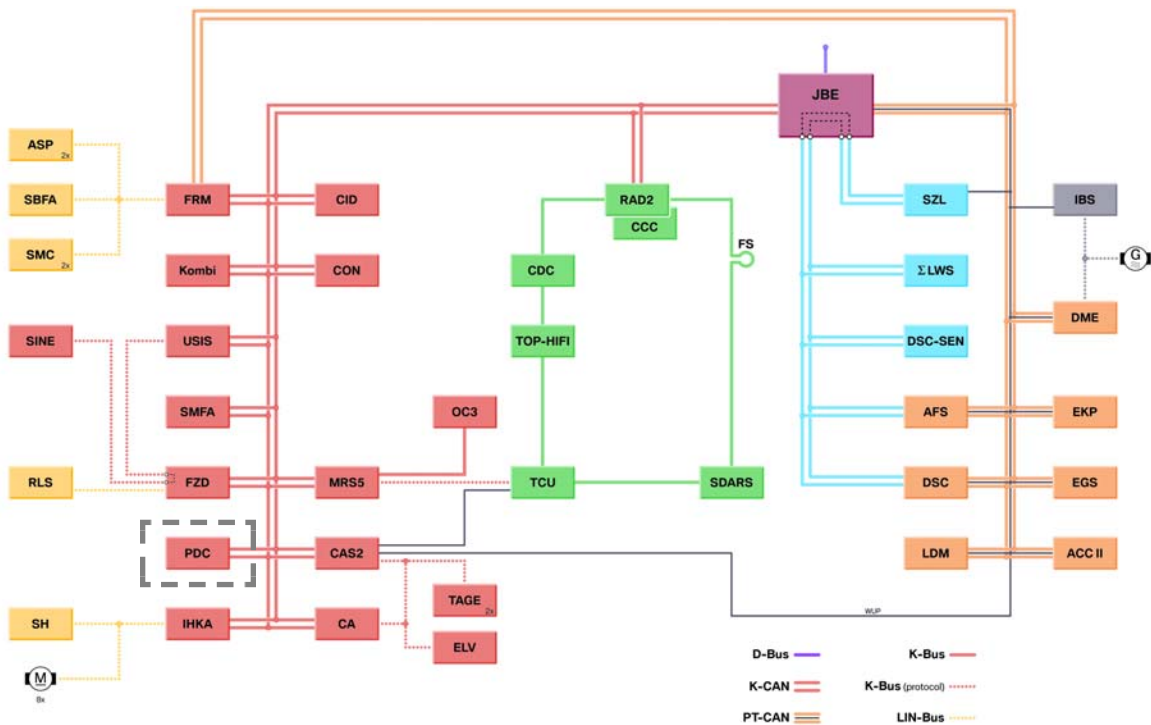 JBE
ASP
2x
SBFA
FRM
CID
RAD2
CCC
SZL
IBS
SMC
2x
FS
G
Kombi
CON
CDC
ΣLWS
DME
SINE
USIS
TOP-HIFI
DSC-SEN
SMFA
OC3
AFS
EKP
RLS
FZD
MRS5
TCU
SDARS
DSC
EGS
PDC
CAS2
LDM
ACC II
TAGE
2x
WUP
SH
IHKA
CA
ELV
M
8x
D-Bus
K-Bus
K-CAN
K-Bus (protocol)
PT-CAN
LIN-Bus